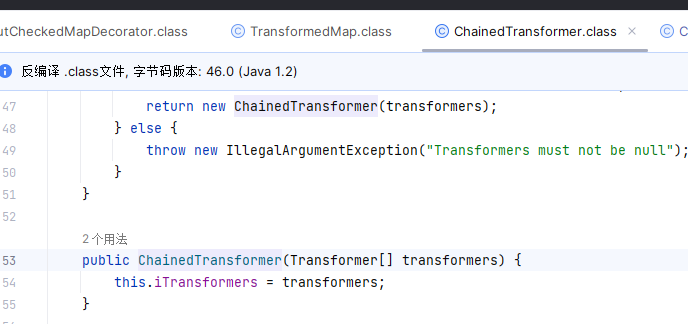 utCheckedMapDecorator.class TransformedMap.class ChainedTransformer.class C
反编译 .class文件, 字节码版本: 46.0 (Java 1.2)
47 return new ChainedTransformer(transformers);
48 } else {
49 throw new IllegalArgumentException("Transformers must not be null");
50 }
51 }
52
2个用法
53 public ChainedTransformer(Transformer[] transformers) {
54 this.iTransformers = transformers;
55 }